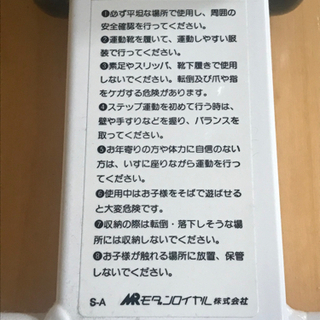 ❶必ず平坦な場所で使用し、周囲の
安全確認を行ってください。
❷運動靴を履いて、運動しやすい服
装で行ってください。
❸素足やスリッパ、靴下履きで使用
しないでください。転倒及び爪や指
をケガする危険があります。
❹ステップ運動を初めて行う時は、
壁や手すりなどを握り、バランスを
取ってください。
❺お年寄りの方や体力に自信のない
方は、いすに座りながら運動を行っ
てください。
❻使用中はお子様をそばで遊ばせる
と大変危険です。
❼収納の際は転倒・落下しそうな場
所には収納しないでください。
❽お子様が触れる場所に放置、保管
しないでください。
S-A MR モダンロイヤル株式会社